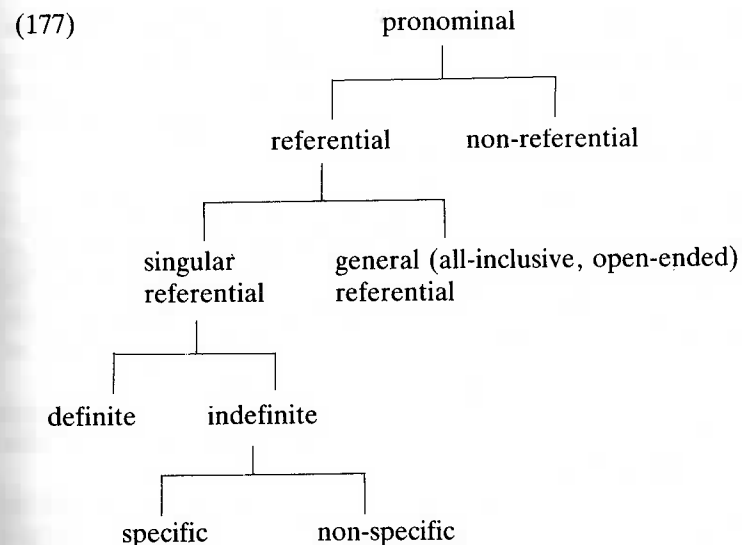 (177) pronominal
referential non-referential
singular general (all-inclusive, open-ended)
referential referential
definite indefinite
specific non-specific